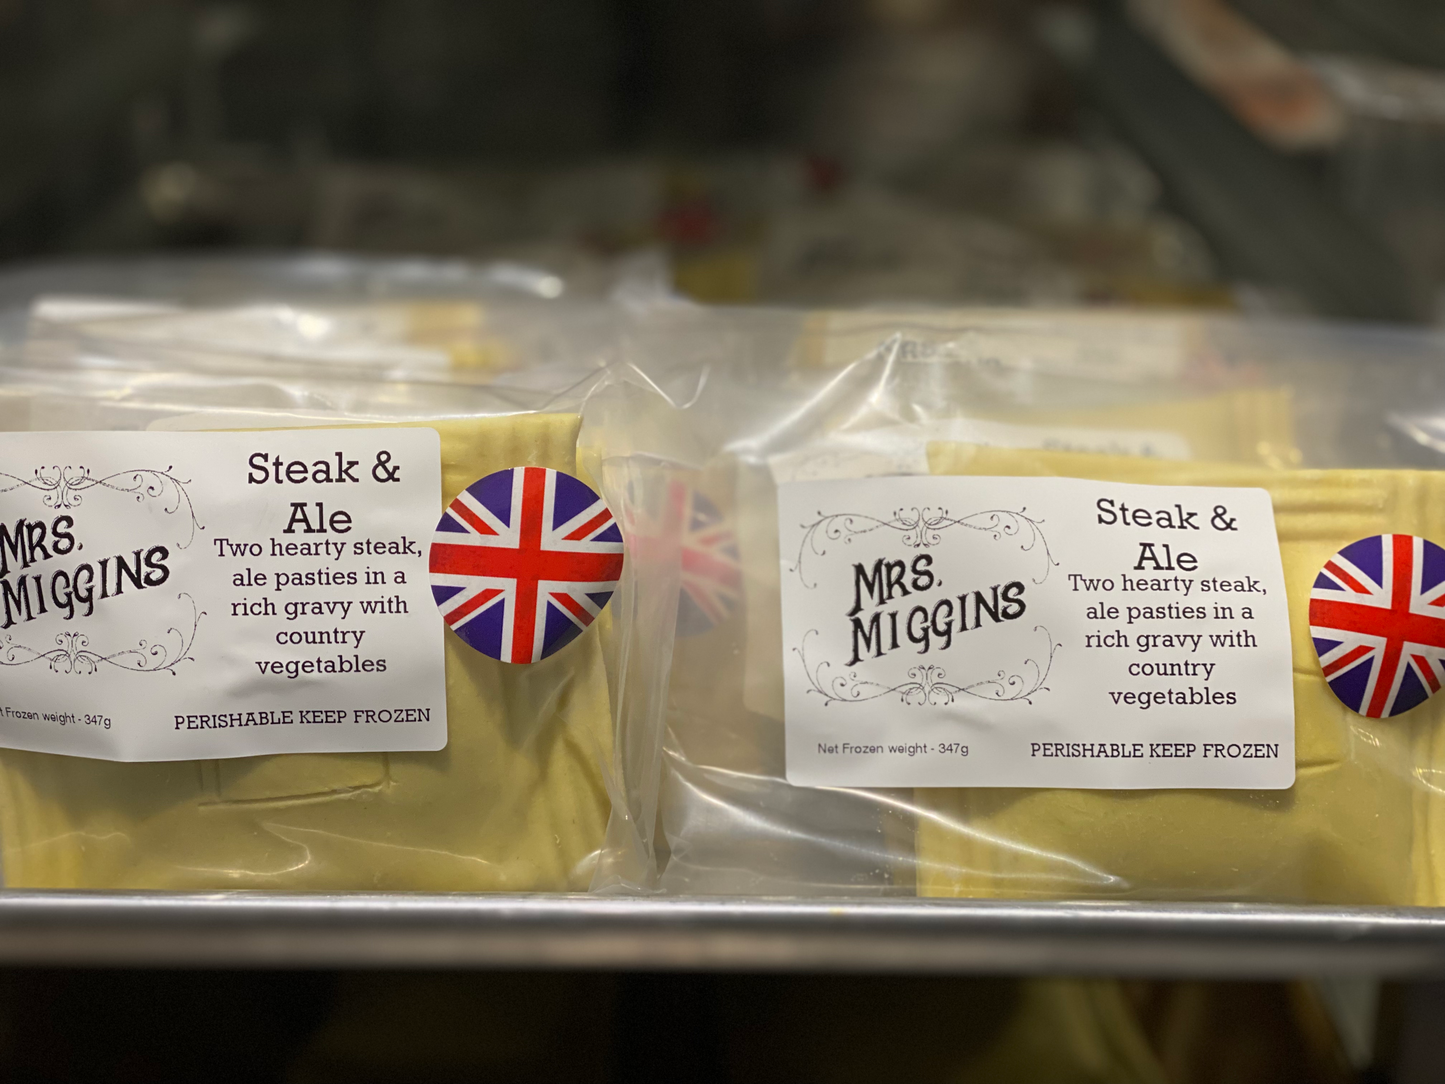 Steak &
Ale
Two hearty steak,
ale pasties in a
rich gravy with
country
vegetables
MRS.
MIGGINS
Frozen weight - 347g
PERISHABLE KEEP FROZEN
Steak &
Ale
Two hearty steak,
ale pasties in a
rich gravy with
country
vegetables
MRS.
MIGGINS
Net Frozen weight - 347g
PERISHABLE KEEP FROZEN